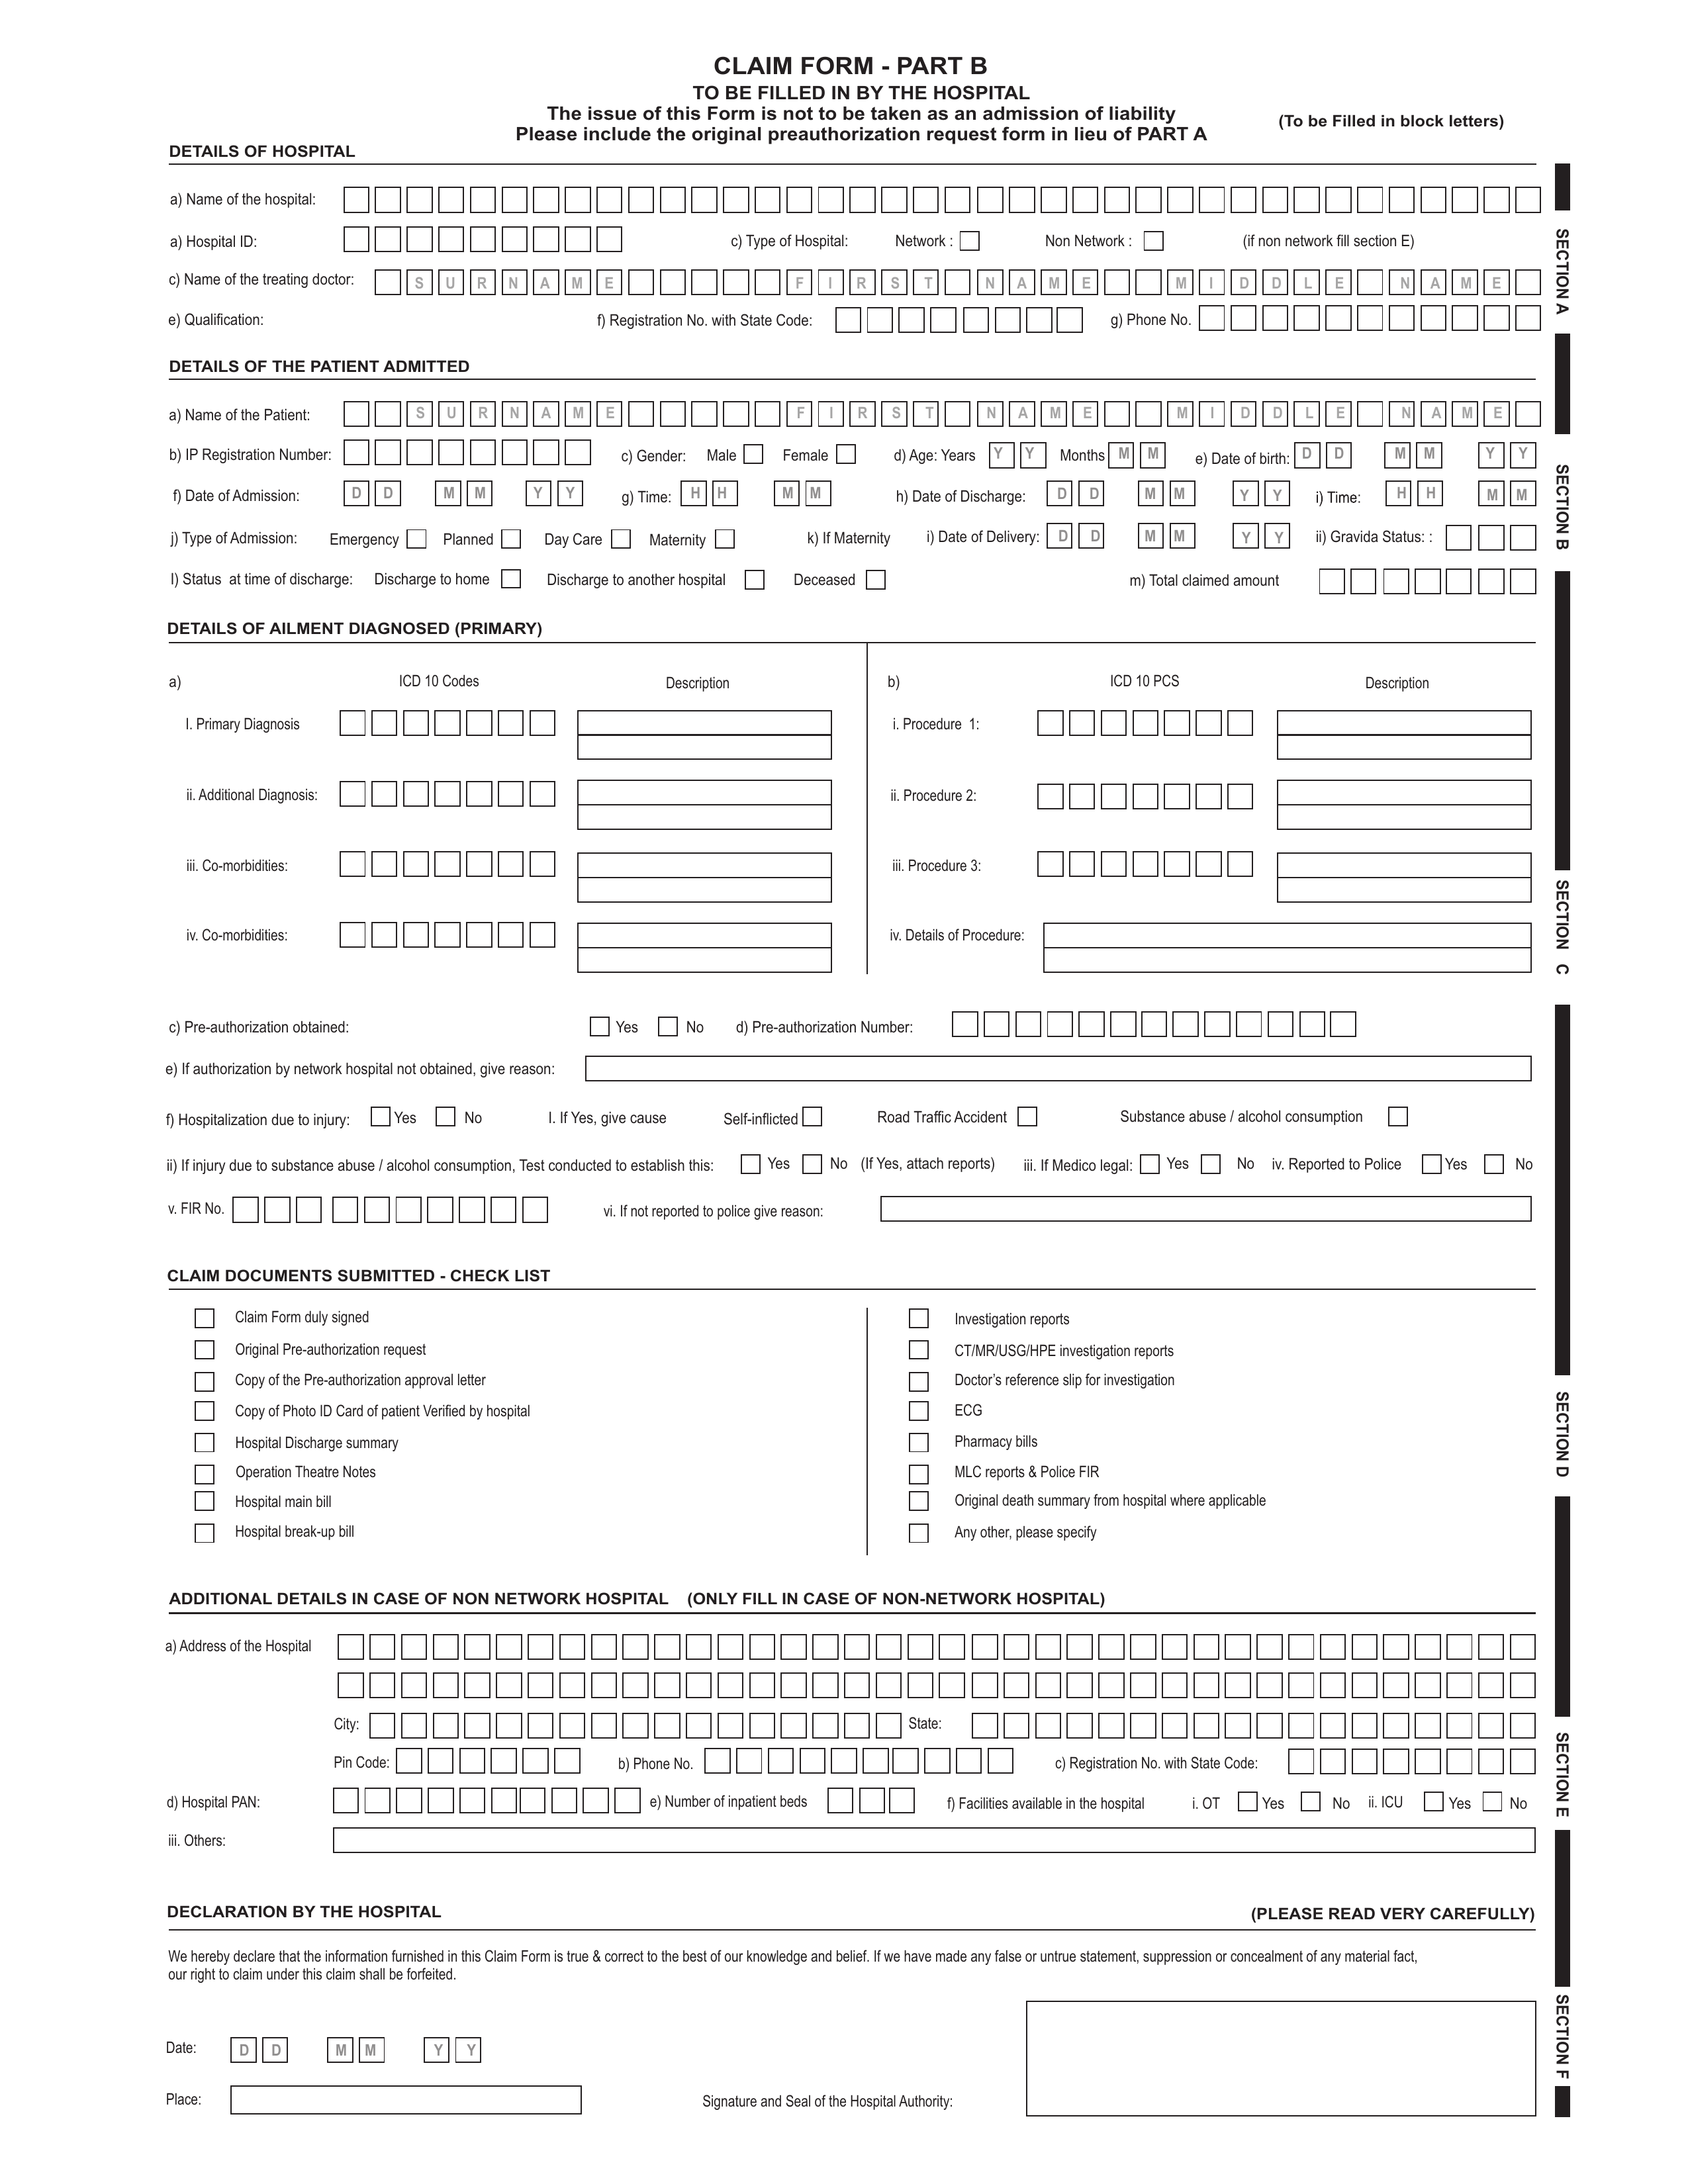 CLAIM FORM - PART B
TO BE FILLED IN BY THE HOSPITAL
The issue of this Form is not to be taken as an admission of liability
Please include the original preauthorization request form in lieu of PART A
(To be Filled in block letters)
DETAILS OF HOSPITAL
a) Name of the hospital:
a) Hospital ID: c) Type of Hospital: Network : Non Network : (if non network fill section E)
c) Name of the treating doctor: S U R N A M E F I R S T N A M E M I D D L E N A M E
e) Qualification: f) Registration No. with State Code: g) Phone No.
SECTION A
DETAILS OF THE PATIENT ADMITTED
a) Name of the Patient: S U R N A M E F I R S T N A M E M I D D L E N A M E
b) IP Registration Number: c) Gender: Male Female d) Age: Years Y Y Months M M e) Date of birth: D D M M Y Y
f) Date of Admission: D D M M Y Y g) Time: H H M M h) Date of Discharge: D D M M Y Y i) Time: H H M M
j) Type of Admission: Emergency Planned Day Care Maternity k) If Maternity i) Date of Delivery: D D M M Y Y ii) Gravida Status: :
l) Status at time of discharge: Discharge to home Discharge to another hospital Deceased m) Total claimed amount
SECTION B
DETAILS OF AILMENT DIAGNOSED (PRIMARY)
a) ICD 10 Codes Description b) ICD 10 PCS Description
I. Primary Diagnosis i. Procedure 1:
ii. Additional Diagnosis: ii. Procedure 2:
iii. Co-morbidities: iii. Procedure 3:
iv. Co-morbidities: iv. Details of Procedure:
SECTION C
c) Pre-authorization obtained: Yes No d) Pre-authorization Number:
e) If authorization by network hospital not obtained, give reason:
f) Hospitalization due to injury: Yes No I. If Yes, give cause Self-inflicted Road Traffic Accident Substance abuse / alcohol consumption
ii) If injury due to substance abuse / alcohol consumption, Test conducted to establish this: Yes No (If Yes, attach reports) iii. If Medico legal: Yes No iv. Reported to Police Yes No
v. FIR No. vi. If not reported to police give reason:
CLAIM DOCUMENTS SUBMITTED - CHECK LIST
Claim Form duly signed
Original Pre-authorization request
Copy of the Pre-authorization approval letter
Copy of Photo ID Card of patient Verified by hospital
Hospital Discharge summary
Operation Theatre Notes
Hospital main bill
Hospital break-up bill
Investigation reports
CT/MR/USG/HPE investigation reports
Doctor’s reference slip for investigation
ECG
Pharmacy bills
MLC reports & Police FIR
Original death summary from hospital where applicable
Any other, please specify
SECTION D
ADDITIONAL DETAILS IN CASE OF NON NETWORK HOSPITAL (ONLY FILL IN CASE OF NON-NETWORK HOSPITAL)
a) Address of the Hospital
City: State:
Pin Code: b) Phone No. c) Registration No. with State Code:
d) Hospital PAN: e) Number of inpatient beds f) Facilities available in the hospital i. OT Yes No ii. ICU Yes No
iii. Others:
SECTION E
DECLARATION BY THE HOSPITAL (PLEASE READ VERY CAREFULLY)
We hereby declare that the information furnished in this Claim Form is true & correct to the best of our knowledge and belief. If we have made any false or untrue statement, suppression or concealment of any material fact,
our right to claim under this claim shall be forfeited.
Date: D D M M Y Y
Place: Signature and Seal of the Hospital Authority:
SECTION F